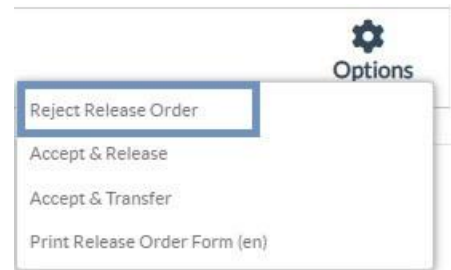 Options
Reject Release Order
Accept & Release
Accept & Transfer
Print Release Order Form (en)